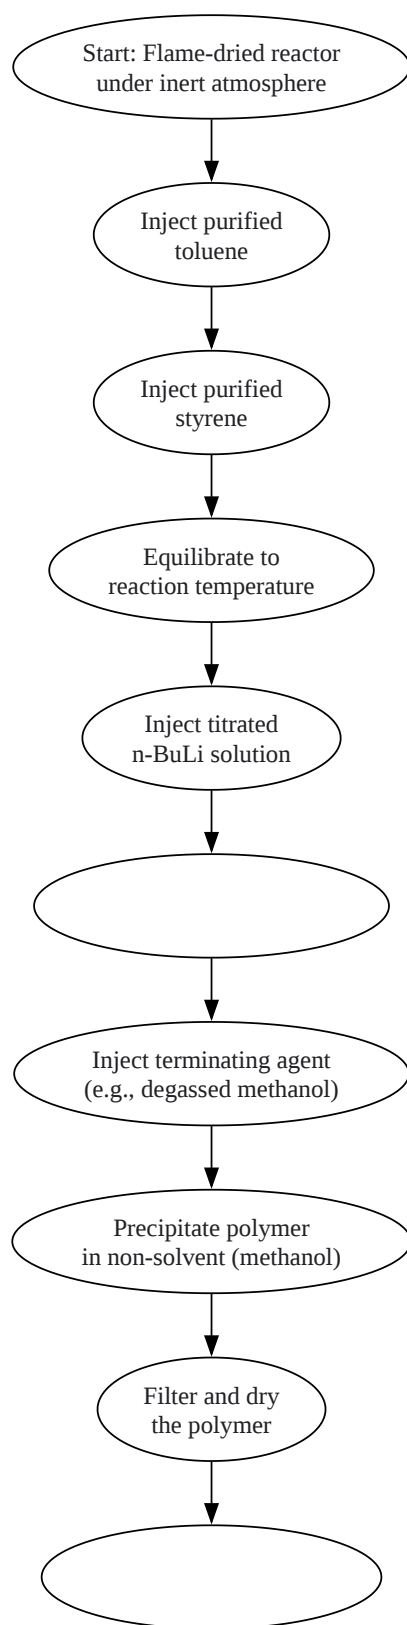 Start: Flame-dried reactor
under inert atmosphere
Inject purified
toluene
Inject purified
styrene
Equilibrate to
reaction temperature
Inject titrated
n-BuLi solution
Inject terminating agent
(e.g., degassed methanol)
Precipitate polymer
in non-solvent (methanol)
Filter and dry
the polymer